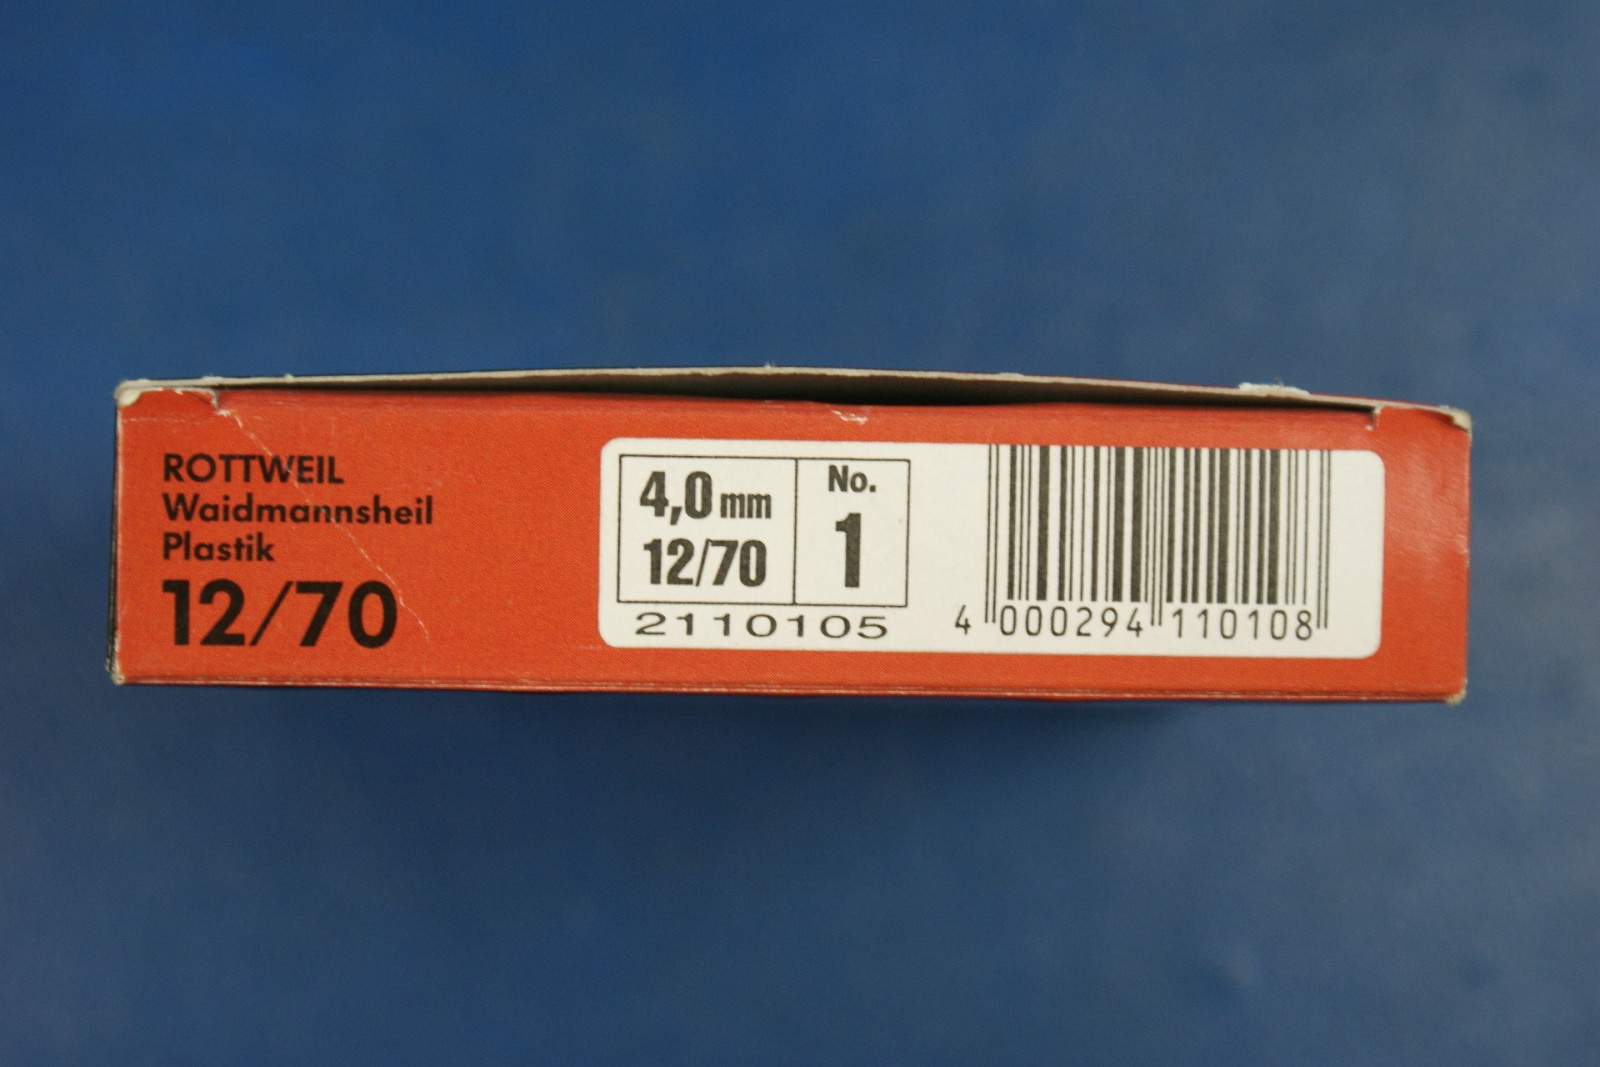 ROTTWEIL
Waidmannsheil
Plastik
12/70
4,0 mm
12/70
No.
1
2110105
4 000294 110108